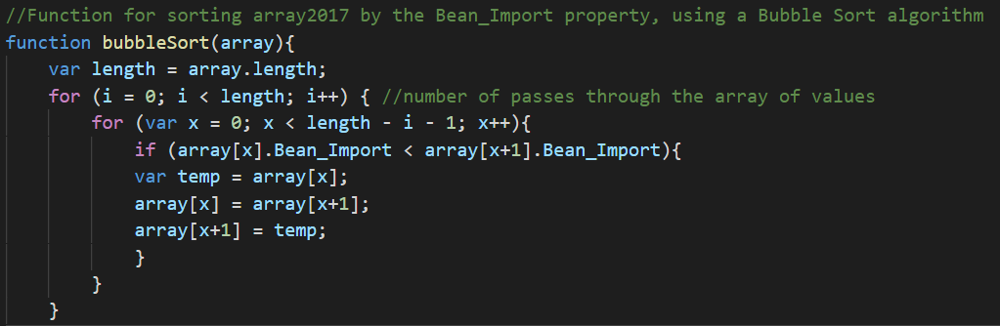 //Function for sorting array2017 by the Bean_Import property, using a Bubble Sort algorithm
function bubbleSort(array){
    var length = array.length;
    for (i = 0; i < length; i++) { //number of passes through the array of values
        for (var x = 0; x < length - i - 1; x++){
            if (array[x].Bean_Import < array[x+1].Bean_Import){
            var temp = array[x];
            array[x] = array[x+1];
            array[x+1] = temp;
            }
        }
    }